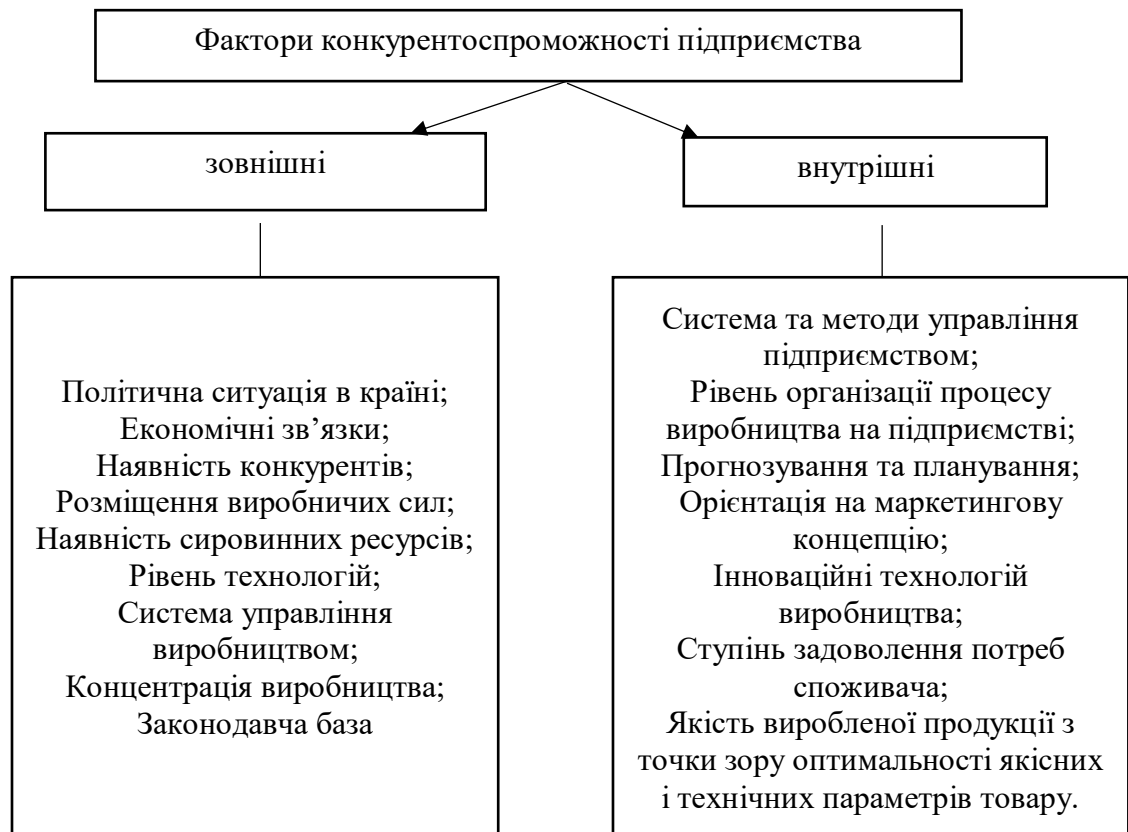 Фактори конкурентоспроможності підприємства
зовнішні
внутрішні
Політична ситуація в країні;
Економічні зв’язки;
Наявність конкурентів;
Розміщення виробничих сил;
Наявність сировинних ресурсів;
Рівень технологій;
Система управління
виробництвом;
Концентрація виробництва;
Законодавча база
Система та методи управління
підприємством;
Рівень організації процесу
виробництва на підприємстві;
Прогнозування та планування;
Орієнтація на маркетингову
концепцію;
Інноваційні технологій
виробництва;
Ступінь задоволення потреб
споживача;
Якість виробленої продукції з
точки зору оптимальності якісних
і технічних параметрів товару.